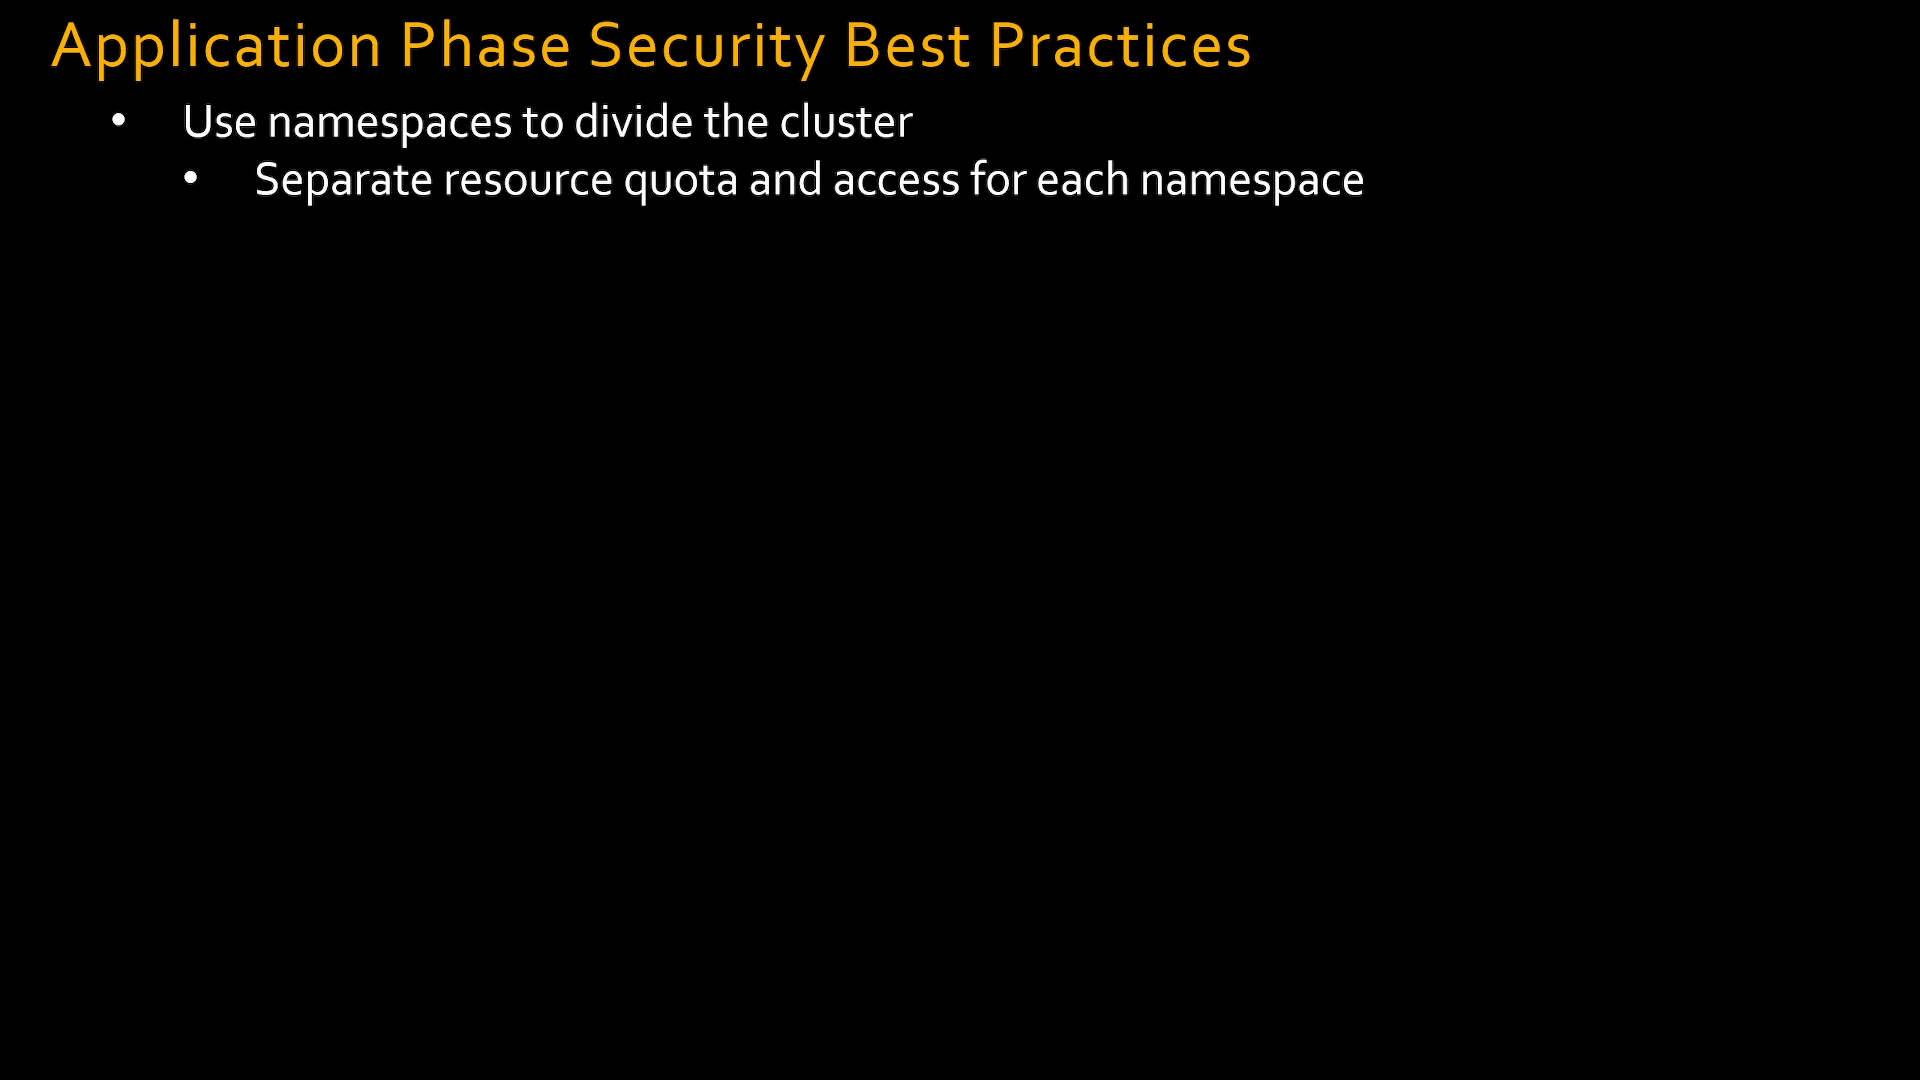 Application Phase Security Best Practices
• Use namespaces to divide the cluster
• Separate resource quota and access for each namespace